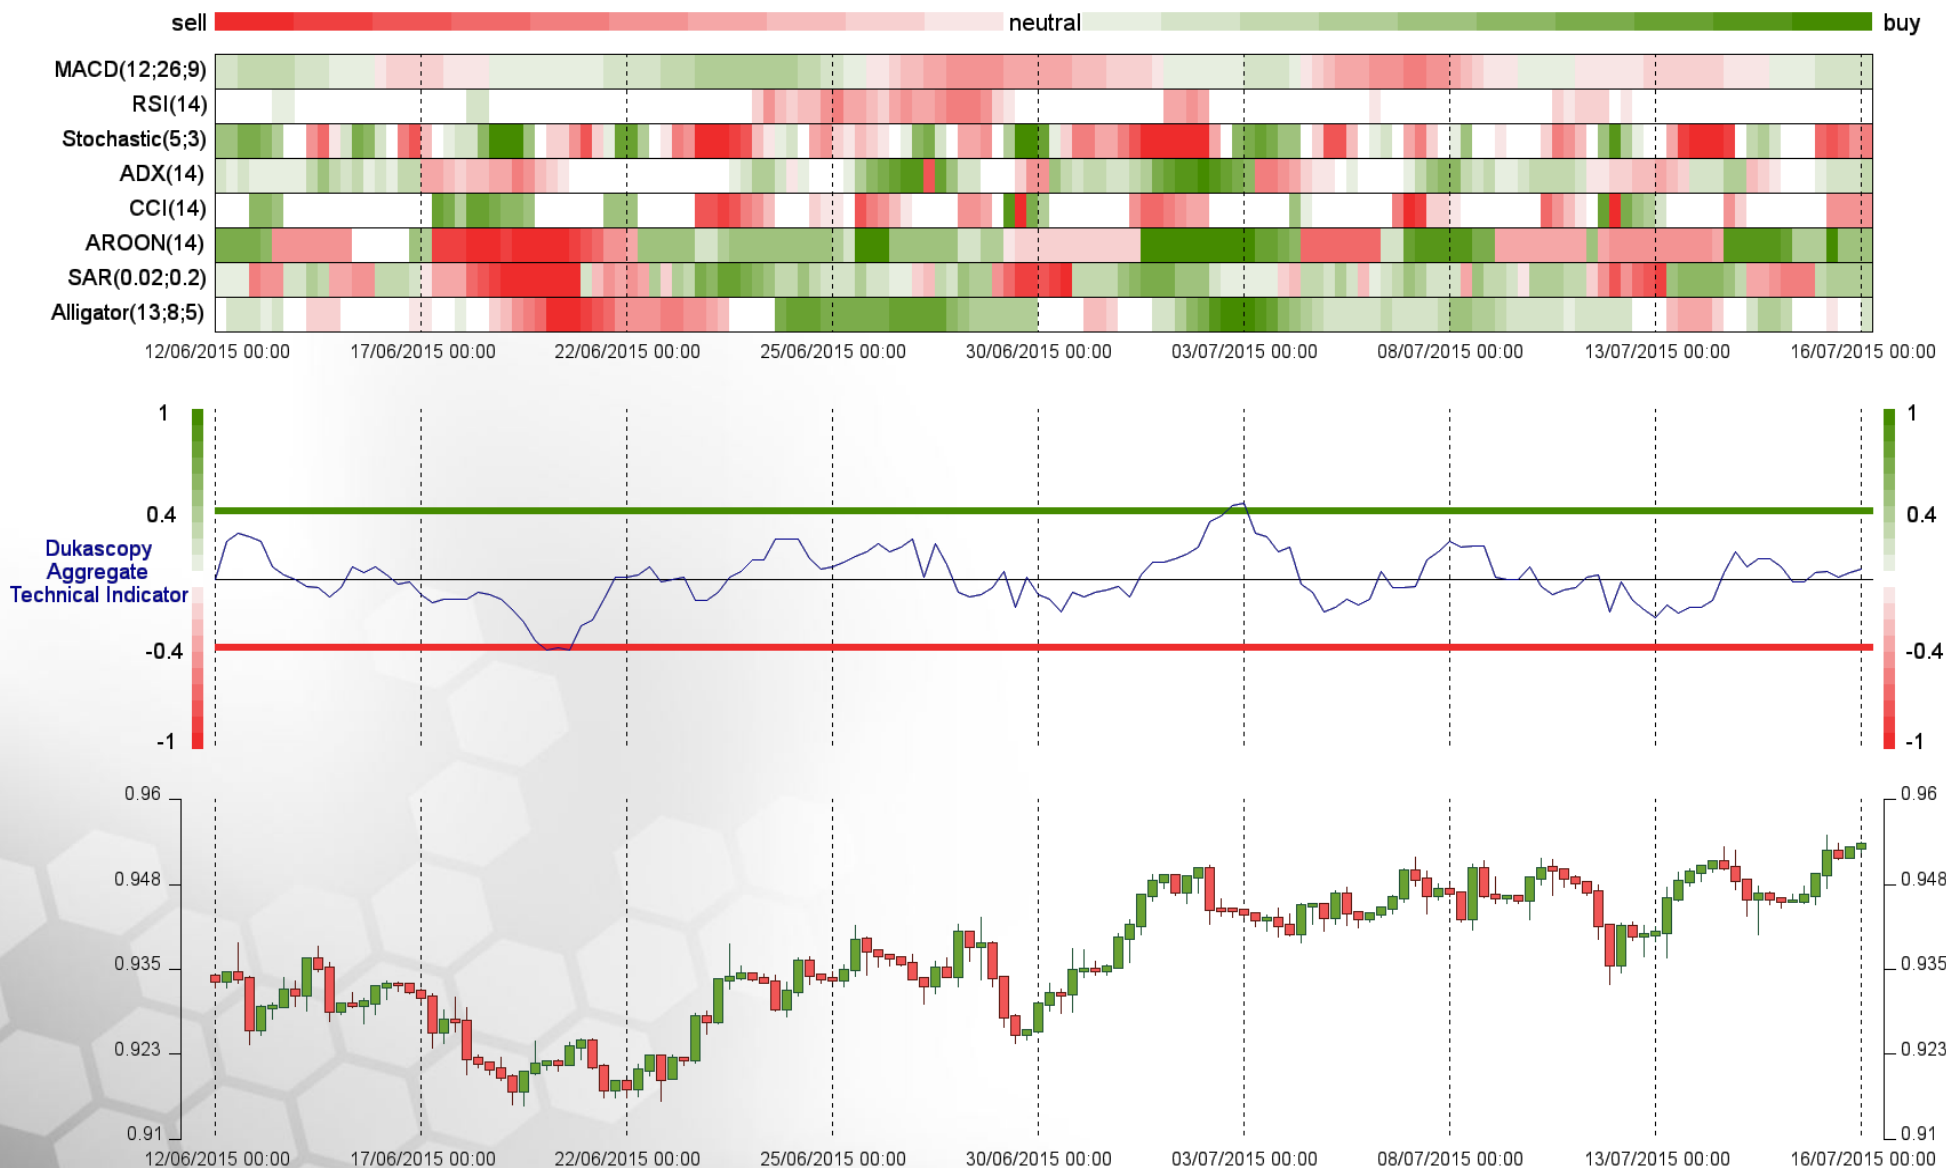 sell neutral buy
MACD(12;26;9)
RSI(14)
Stochastic(5;3)
ADX(14)
CCI(14)
AROON(14)
SAR(0.02;0.2)
Alligator(13;8;5)
12/06/2015 00:00 17/06/2015 00:00 22/06/2015 00:00 25/06/2015 00:00 30/06/2015 00:00 03/07/2015 00:00 08/07/2015 00:00 13/07/2015 00:00 16/07/2015 00:00
1 1
0.4 0.4
Dukascopy
Aggregate
Technical Indicator
-0.4 -0.4
-1 -1
0.96 0.96
0.948 0.948
0.935 0.935
0.923 0.923
0.91 0.91
12/06/2015 00:00 17/06/2015 00:00 22/06/2015 00:00 25/06/2015 00:00 30/06/2015 00:00 03/07/2015 00:00 08/07/2015 00:00 13/07/2015 00:00 16/07/2015 00:00